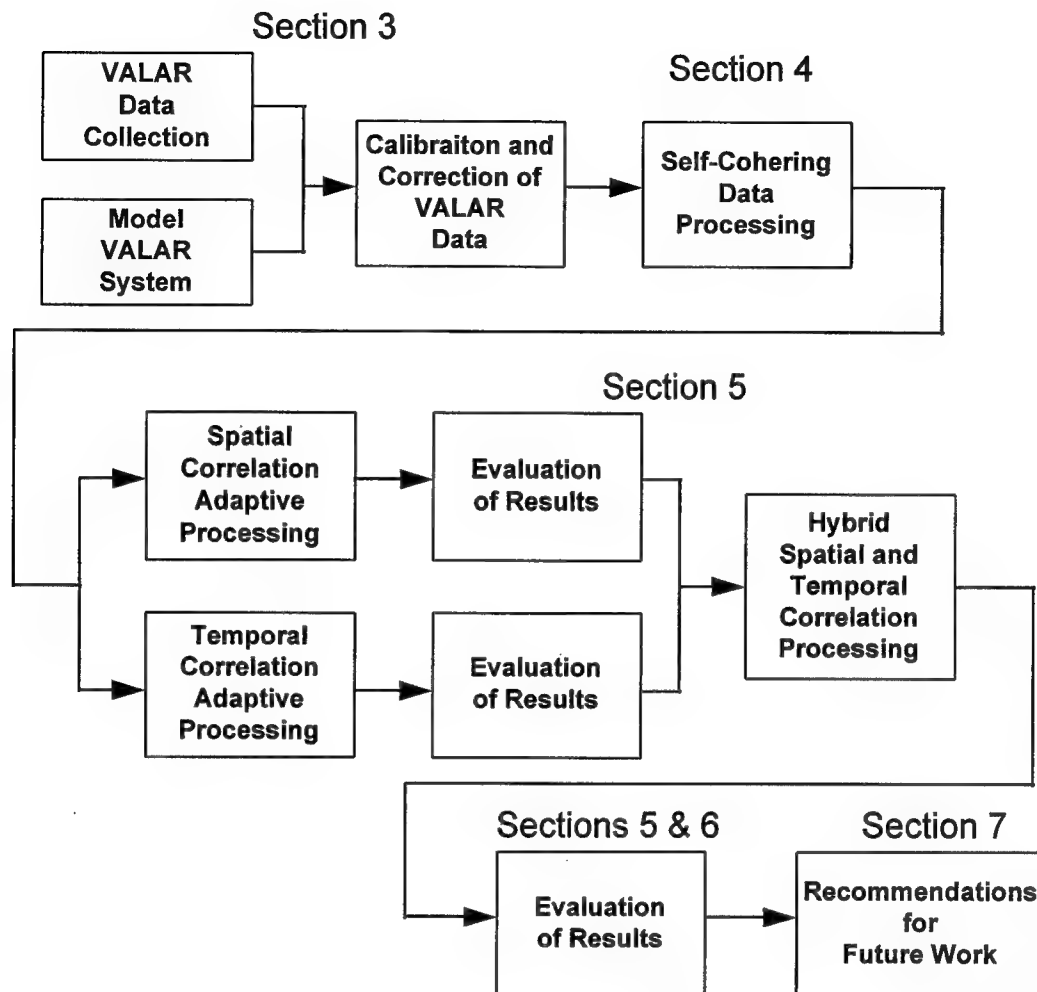 Section 3
VALAR
Data
Collection
Model
VALAR
System
Calibraiton and
Correction of
VALAR
Data
Section 4
Self-Cohering
Data
Processing
Section 5
Spatial
Correlation
Adaptive
Processing
Evaluation
of Results
Temporal
Correlation
Adaptive
Processing
Evaluation
of Results
Hybrid
Spatial and
Temporal
Correlation
Processing
Sections 5 & 6
Evaluation
of Results
Section 7
Recommendations
for
Future Work